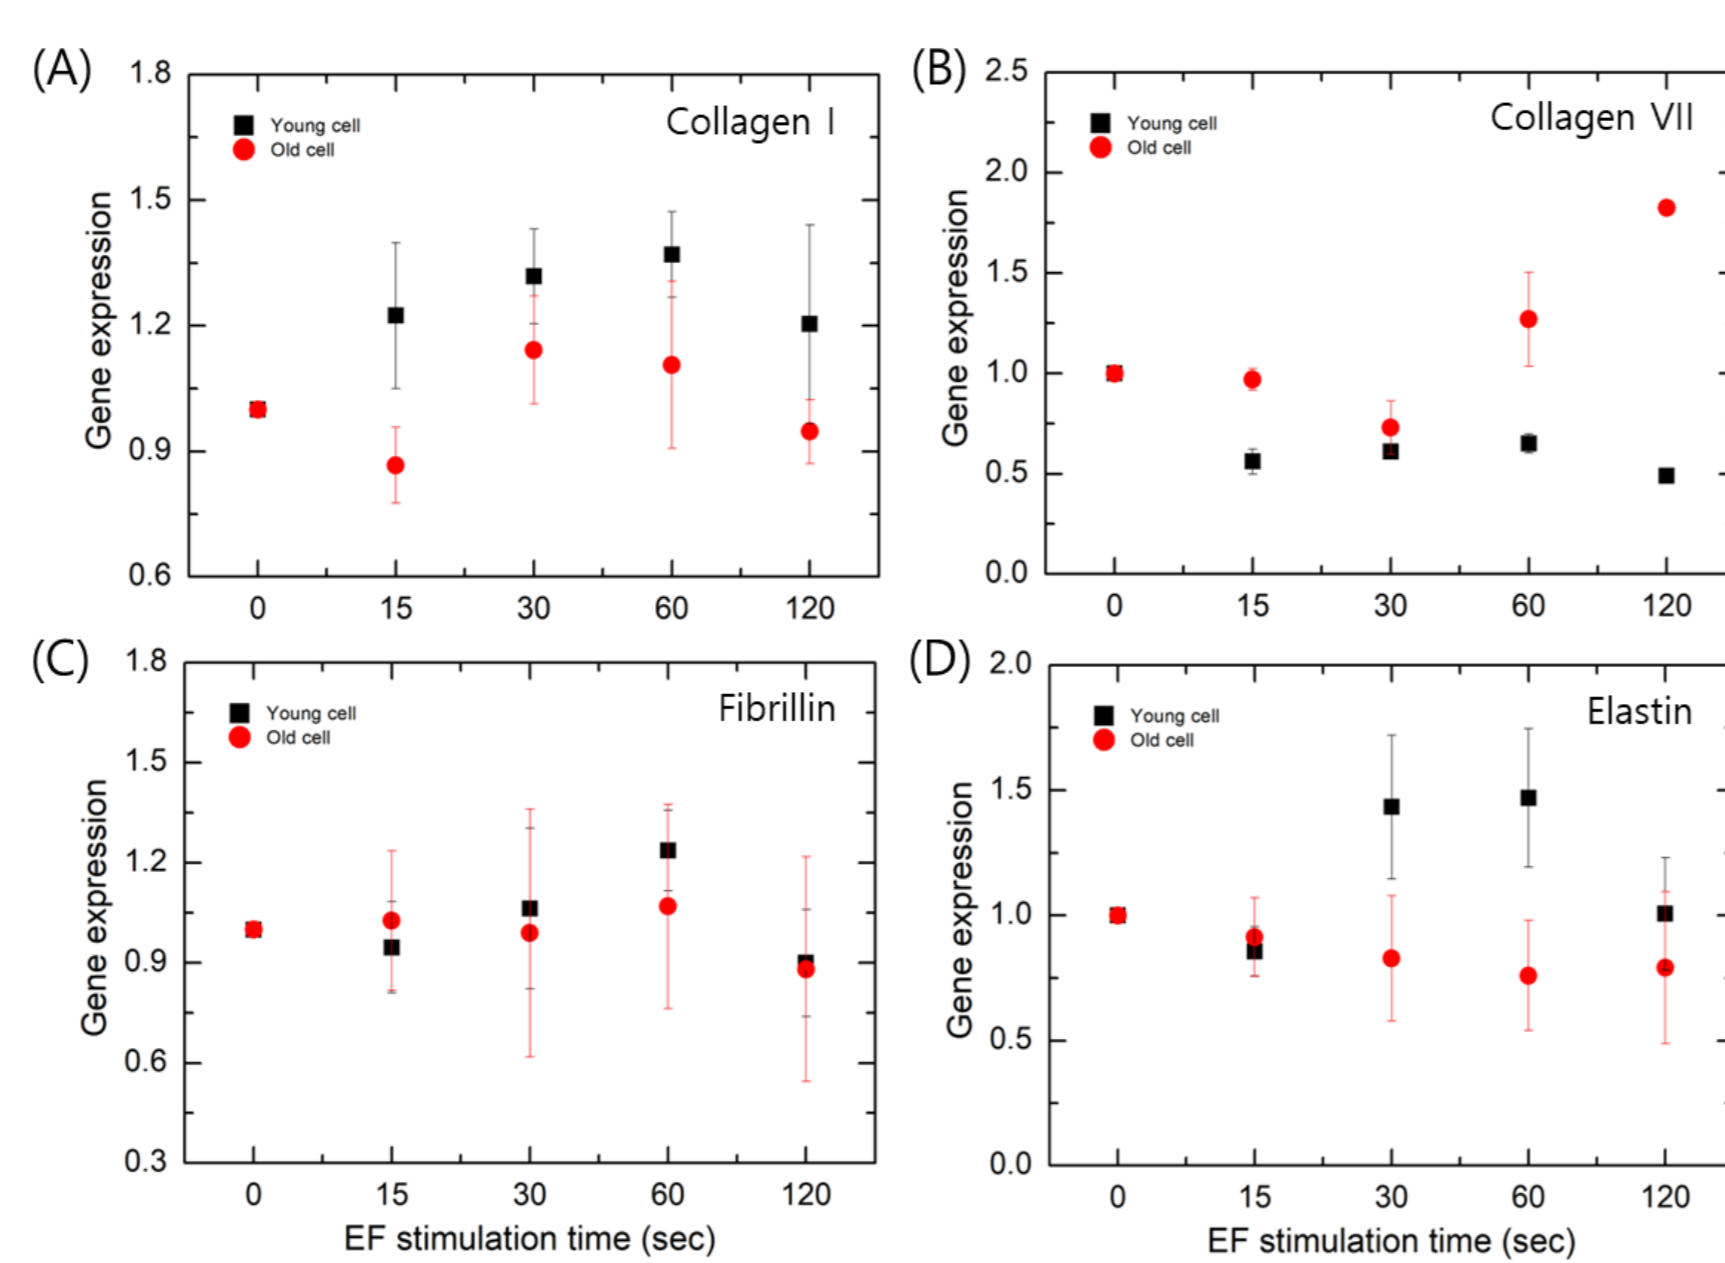 (A)
Collagen I
Young cell
Old cell
Gene expression
1.8
1.5
1.2
0.9
0.6
0 15 30 60 120
(B)
Collagen VII
Young cell
Old cell
Gene expression
2.5
2.0
1.5
1.0
0.5
0.0
0 15 30 60 120
(C)
Fibrillin
Young cell
Old cell
Gene expression
1.8
1.5
1.2
0.9
0.6
0.3
0 15 30 60 120
EF stimulation time (sec)
(D)
Elastin
Young cell
Old cell
Gene expression
2.0
1.5
1.0
0.5
0.0
0 15 30 60 120
EF stimulation time (sec)